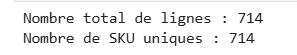 Nombre total de lignes : 714
Nombre de SKU uniques : 714